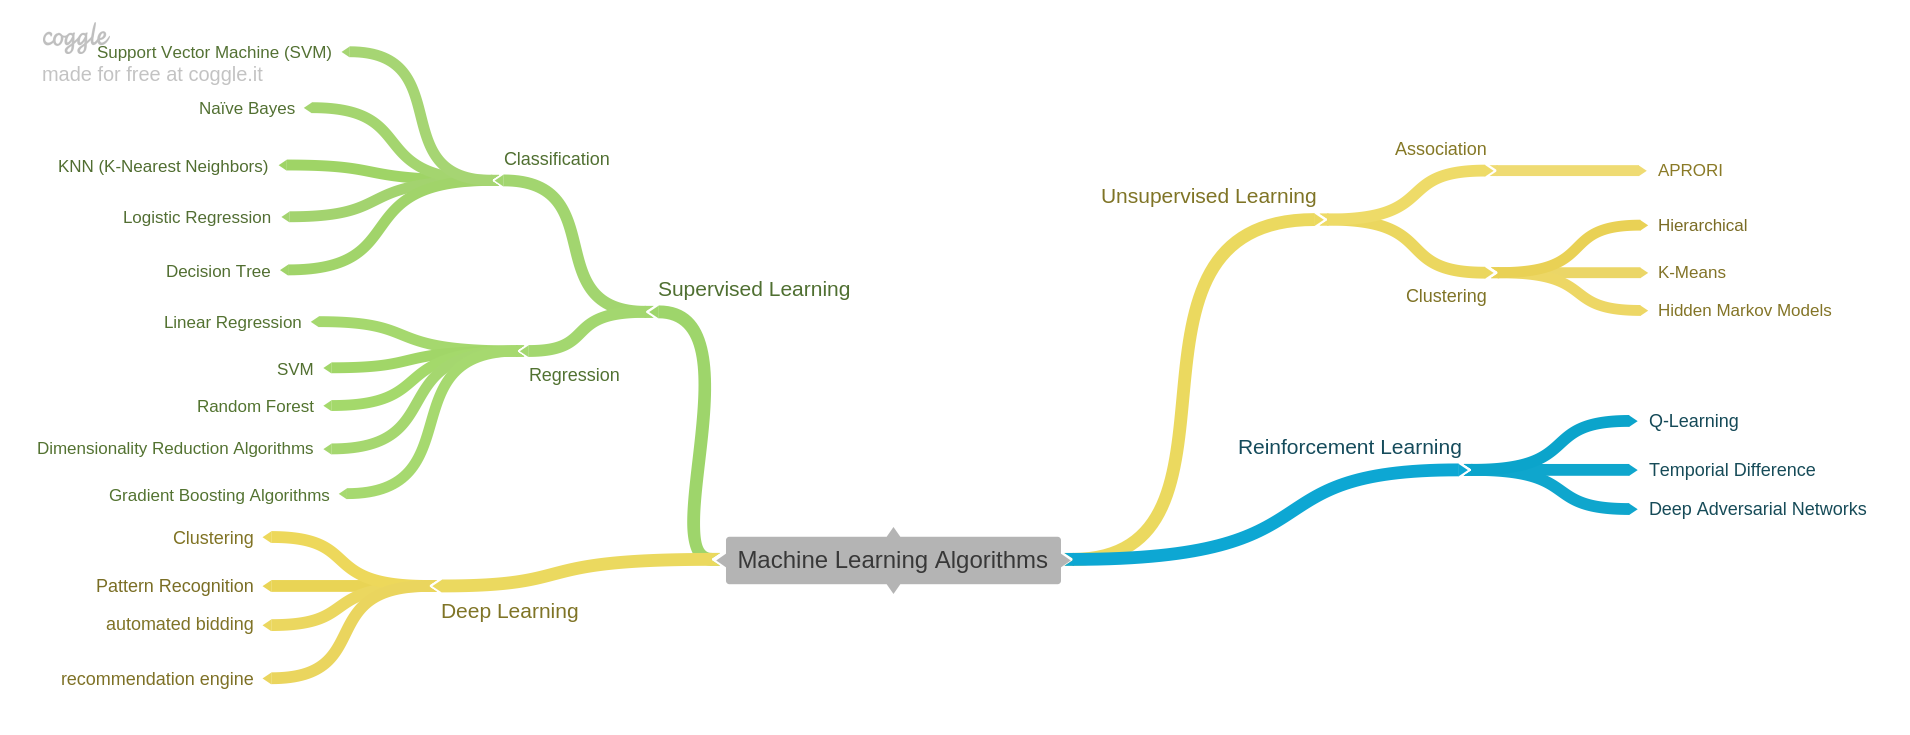 coggle
made for free at coggle.it
Support Vector Machine (SVM)
Naïve Bayes
KNN (K-Nearest Neighbors)
Logistic Regression
Decision Tree
Classification
Linear Regression
SVM
Random Forest
Dimensionality Reduction Algorithms
Gradient Boosting Algorithms
Regression
Supervised Learning
Clustering
Pattern Recognition
automated bidding
recommendation engine
Deep Learning
Machine Learning Algorithms
Unsupervised Learning
Association
APRORI
Clustering
Hierarchical
K-Means
Hidden Markov Models
Reinforcement Learning
Q-Learning
Temporial Difference
Deep Adversarial Networks